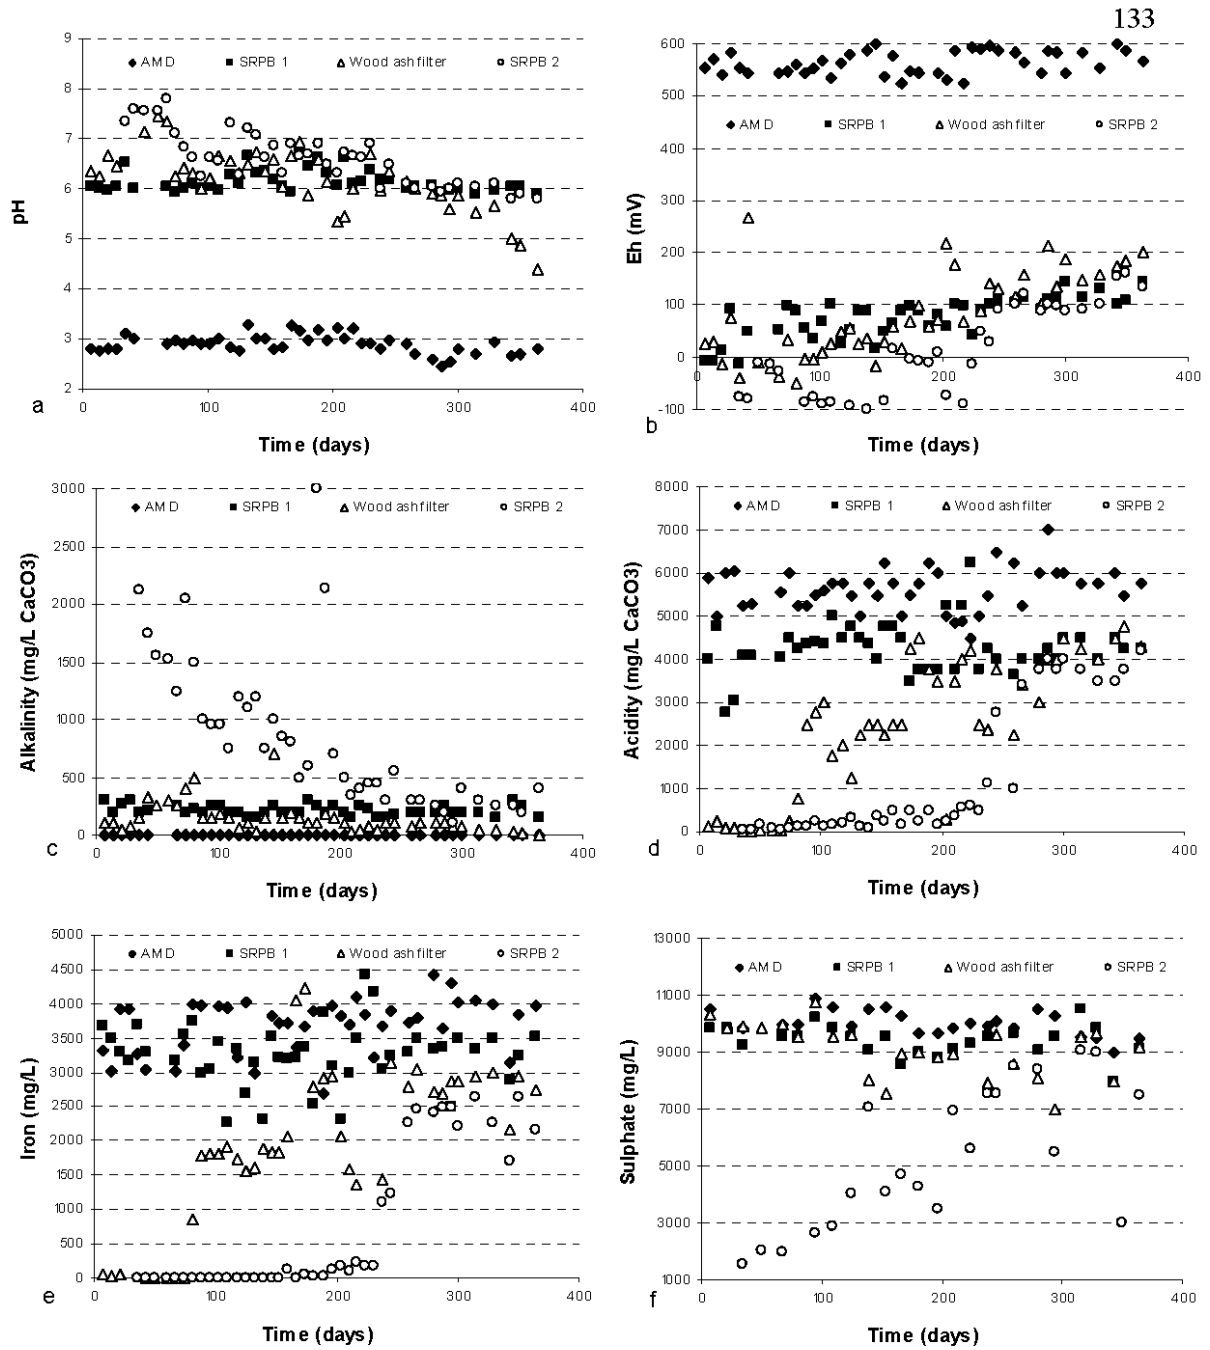 133
9
8
7
6
5
4
3
2
pH
AMD SRPB 1 Wood ash filter SRPB 2
0 100 200 300 400
Time (days)
a
600
500
400
300
200
100
0
-100
Eh (mV)
AMD SRPB 1 Wood ash filter SRPB 2
0 100 200 300 400
Time (days)
b
3000
2500
2000
1500
1000
500
0
Alkalinity (mg/L CaCO3)
AMD SRPB 1 Wood ash filter SRPB 2
0 100 200 300 400
Time (days)
c
8000
7000
6000
5000
4000
3000
2000
1000
0
Acidity (mg/L CaCO3)
AMD SRPB 1 Wood ash filter SRPB 2
0 100 200 300 400
Time (days)
d
5000
4500
4000
3500
3000
2500
2000
1500
1000
500
0
Iron (mg/L)
AMD SRPB 1 Wood ash filter SRPB 2
0 100 200 300 400
Time (days)
e
13000
11000
9000
7000
5000
3000
1000
Sulphate (mg/L)
AMD SRPB 1 Wood ash filter SRPB 2
0 100 200 300 400
Time (days)
f